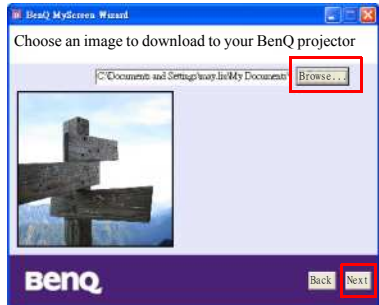 BenQ MyScreen Wizard
Choose an image to download to your BenQ projector
C:\Documents and Settings\may.lin\My Documents\
Browse...
BenQ
Back
Next